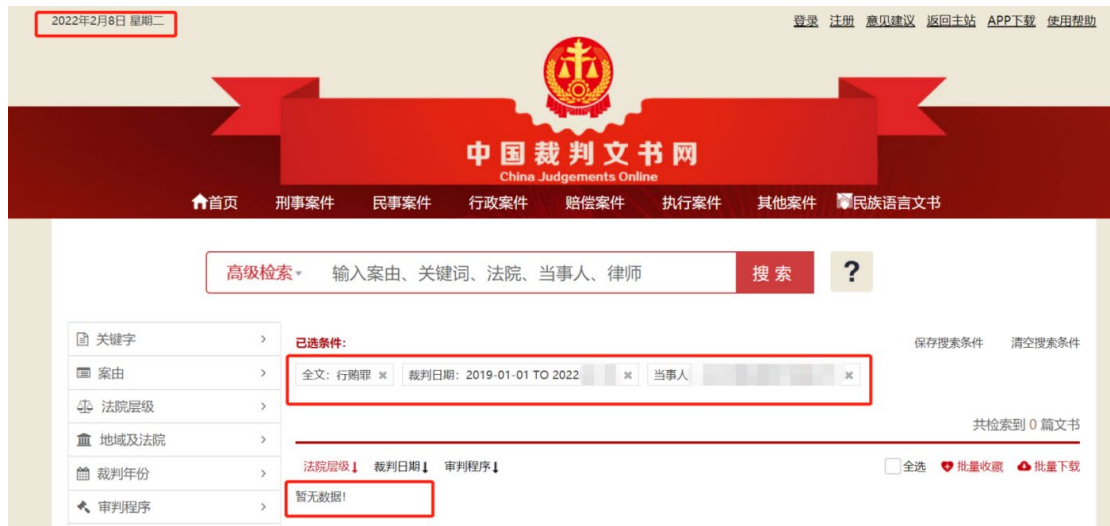 2022年2月8日 星期二
登录 注册 意见建议 返回主站 APP下载 使用帮助
中国裁判文书网
China Judgements Online
首页 刑事案件 民事案件 行政案件 赔偿案件 执行案件 其他案件 民族语言文书
高级检索 输入案由、关键词、法院、当事人、律师 搜索 ?
关键字
案由
法院层级
地域及法院
裁判年份
审判程序
已选条件:
保存搜索条件 清空搜索条件
全文: 行贿罪 × 裁判日期: 2019-01-01 TO 2022 × 当事人 ×
共检索到 0 篇文书
法院层级 裁判日期 审判程序
全选 批量收藏 批量下载
暂无数据!